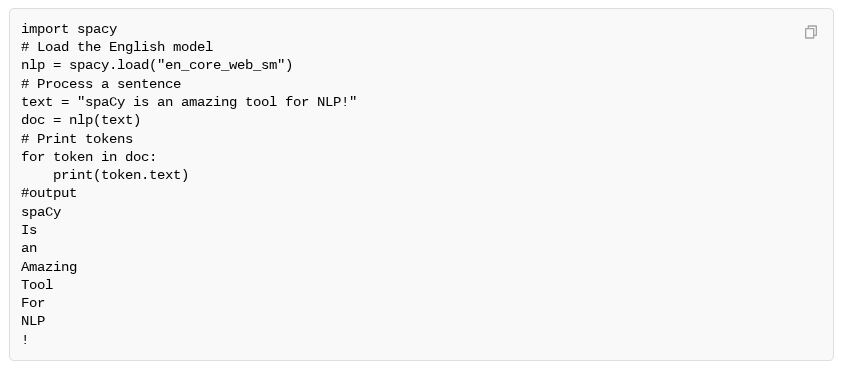 import spacy
# Load the English model
nlp = spacy.load("en_core_web_sm")
# Process a sentence
text = "spaCy is an amazing tool for NLP!"
doc = nlp(text)
# Print tokens
for token in doc:
    print(token.text)
#output
spaCy
Is
an
Amazing
Tool
For
NLP
!